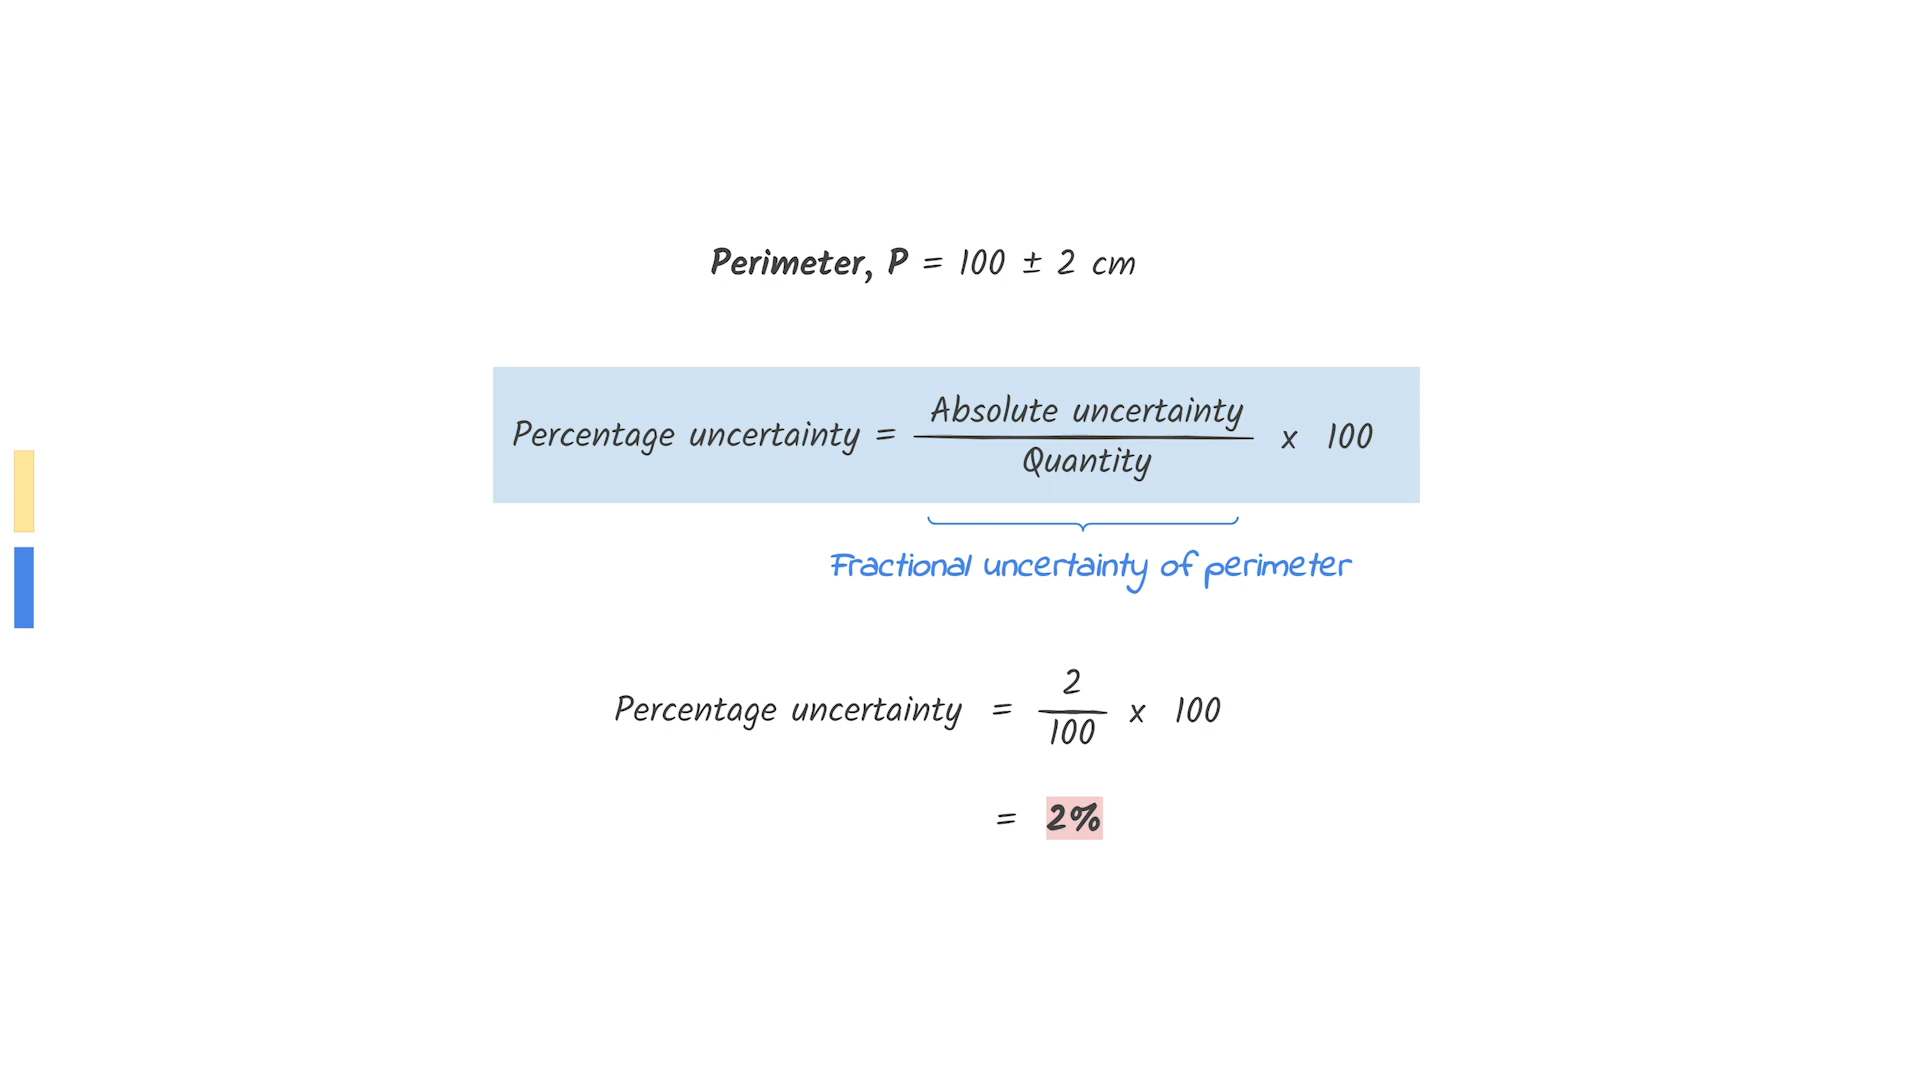 Perimeter, P = 100 ± 2 cm
Percentage uncertainty = Absolute uncertainty / Quantity x 100
Fractional uncertainty of perimeter
Percentage uncertainty = 2 / 100 x 100
= 2%